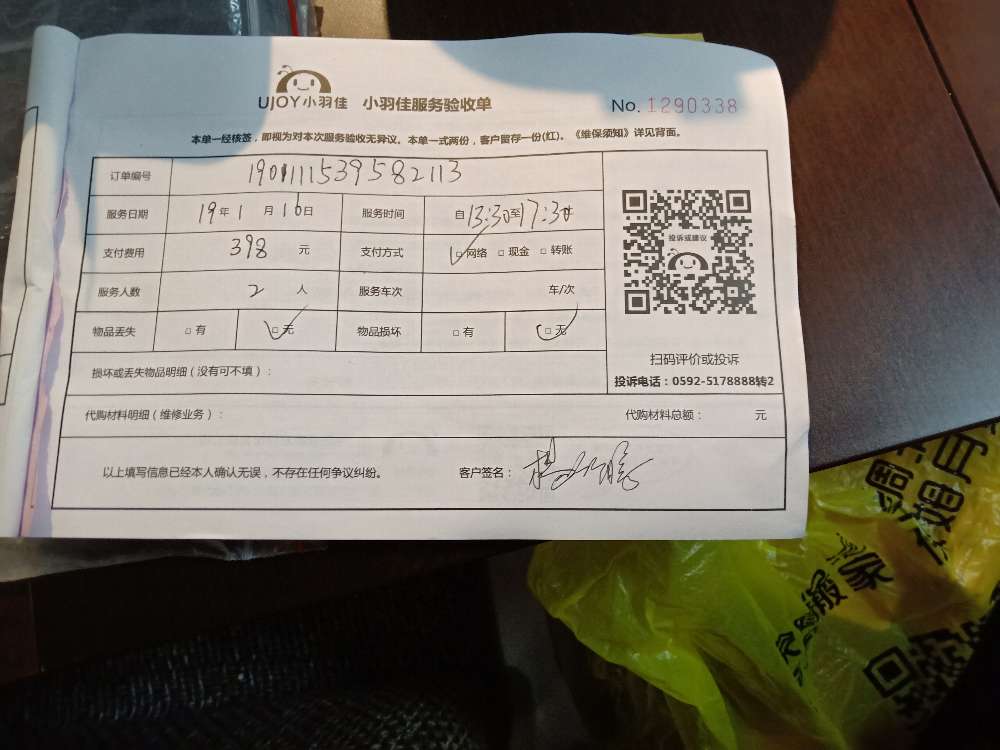 UJOY小羽佳 小羽佳服务验收单 No. 1290338
本单一经核签，即视为对本次服务验收无异议。本单一式两份，客户留存一份(红)。《维保须知》详见背面。
订单编号 190111539582113
服务日期 19年1月16日 服务时间 自13:30至17:30时
支付费用 398元 支付方式 □网络 □现金 □转账
服务人数 2人 服务车次 车/次
物品丢失 □有 □无 物品损坏 □有 □无
损坏或丢失物品明细（没有可不填）：
代购材料明细（维修业务）： 代购材料总额： 元
以上填写信息已经本人确认无误，不存在任何争议纠纷。 客户签名：
投诉或建议
扫码评价或投诉
投诉电话：0592-5178888转2
搬家